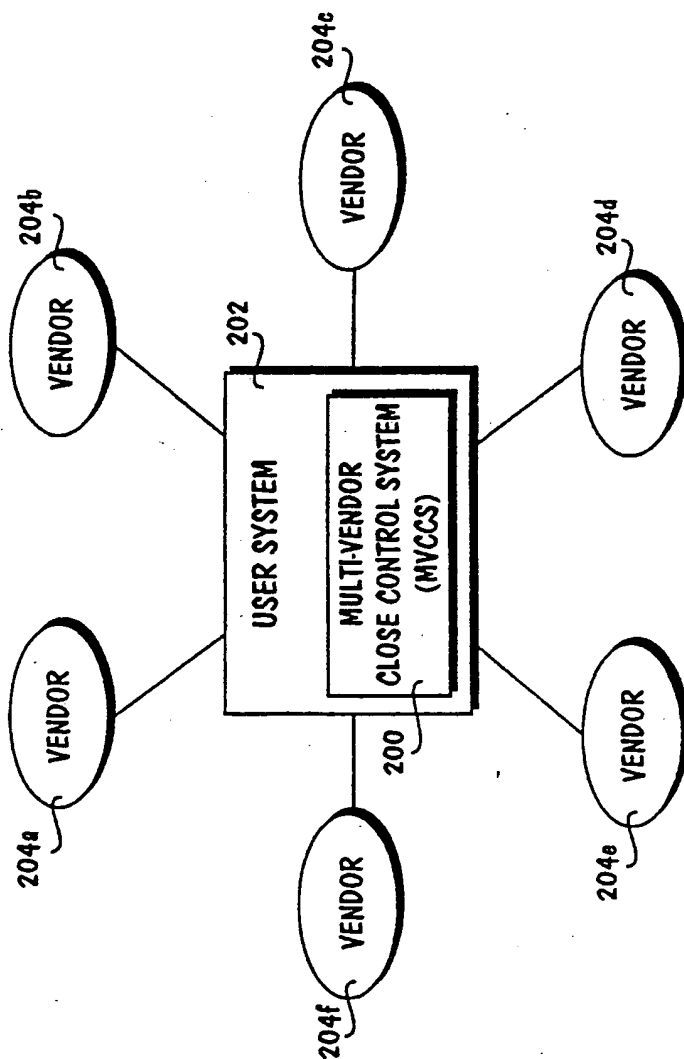 204a
VENDOR
204b
VENDOR
204f
VENDOR
202
USER SYSTEM
MULTI-VENDOR
CLOSE CONTROL SYSTEM
(MVCCS)
200
204c
VENDOR
204e
VENDOR
204d
VENDOR